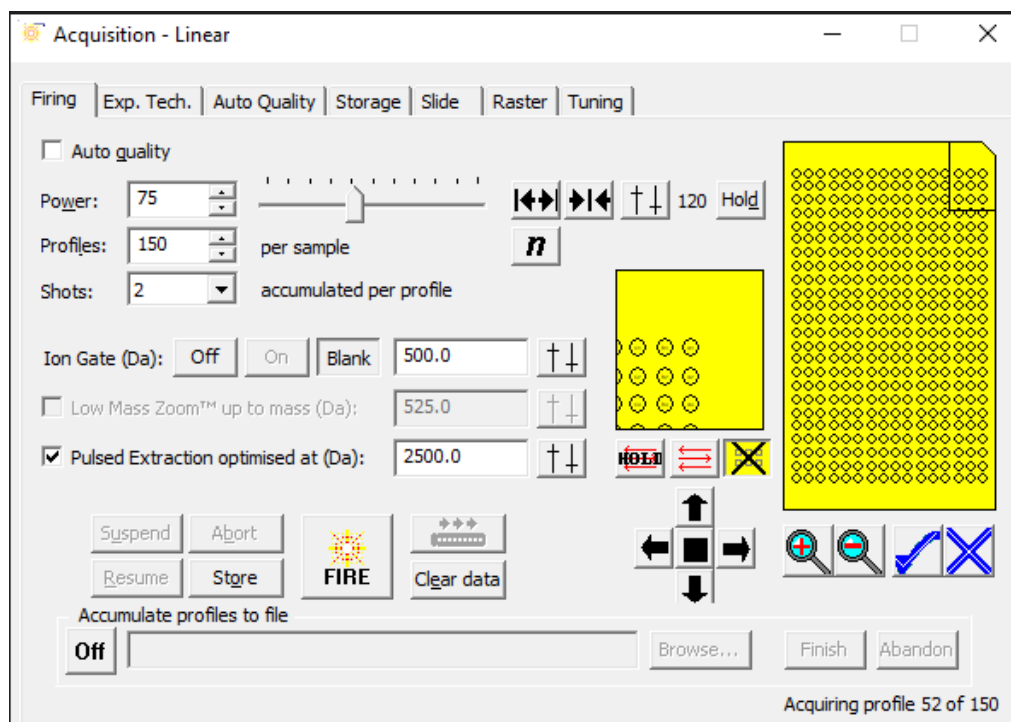 Acquisition - Linear
Firing Exp. Tech. Auto Quality Storage Slide Raster Tuning
Auto quality
Power: 75 120 Hold
Profiles: 150 per sample n
Shots: 2 accumulated per profile
Ion Gate (Da): Off On Blank 500.0
Low Mass Zoom™ up to mass (Da): 525.0
Pulsed Extraction optimised at (Da): 2500.0 HOLD
Suspend Abort
Resume Store FIRE Clear data
Accumulate profiles to file
Off Browse... Finish Abandon
Acquiring profile 52 of 150